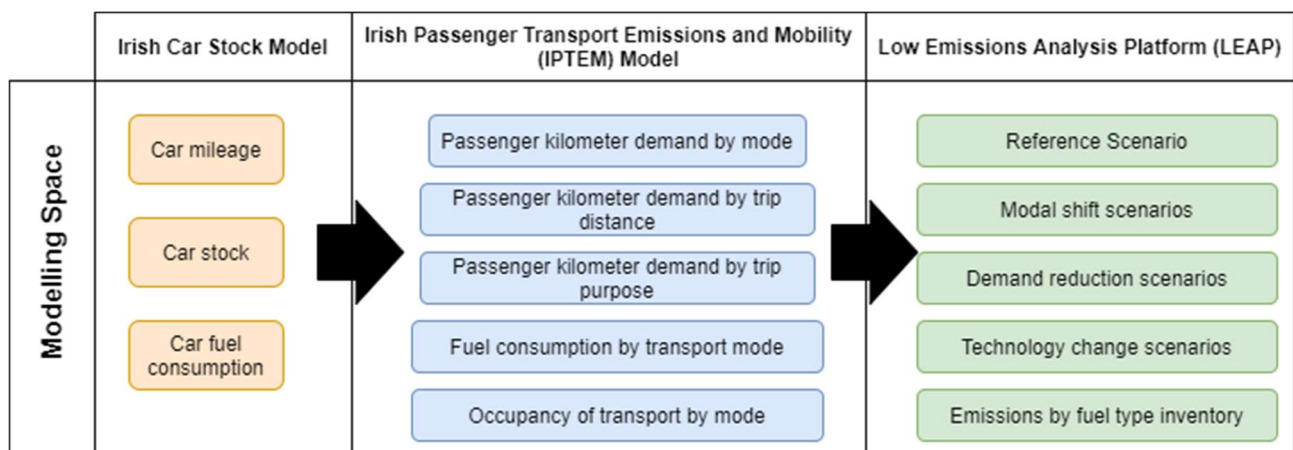 Irish Car Stock Model
Irish Passenger Transport Emissions and Mobility
(IPTEM) Model
Low Emissions Analysis Platform (LEAP)
Modelling Space
Car mileage
Car stock
Car fuel
consumption
Passenger kilometer demand by mode
Passenger kilometer demand by trip
distance
Passenger kilometer demand by trip
purpose
Fuel consumption by transport mode
Occupancy of transport by mode
Reference Scenario
Modal shift scenarios
Demand reduction scenarios
Technology change scenarios
Emissions by fuel type inventory